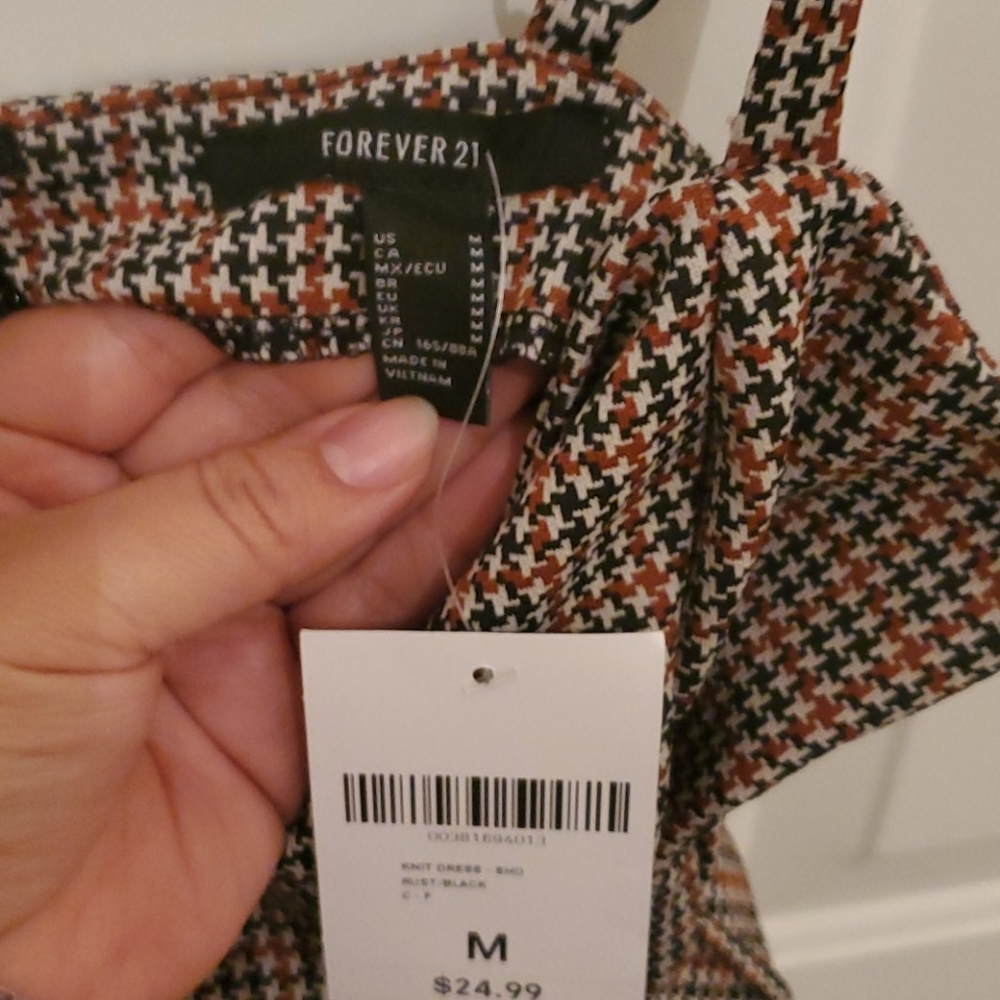 FOREVER 21
US M
CA M
MX/ECU M
BR M
EU M
UK M
KR M
JP M
CN 165/88A
MADE IN
VIETNAM
00381694013
KNIT DRESS - SHO
RUST/BLACK
C - F
M
$24.99